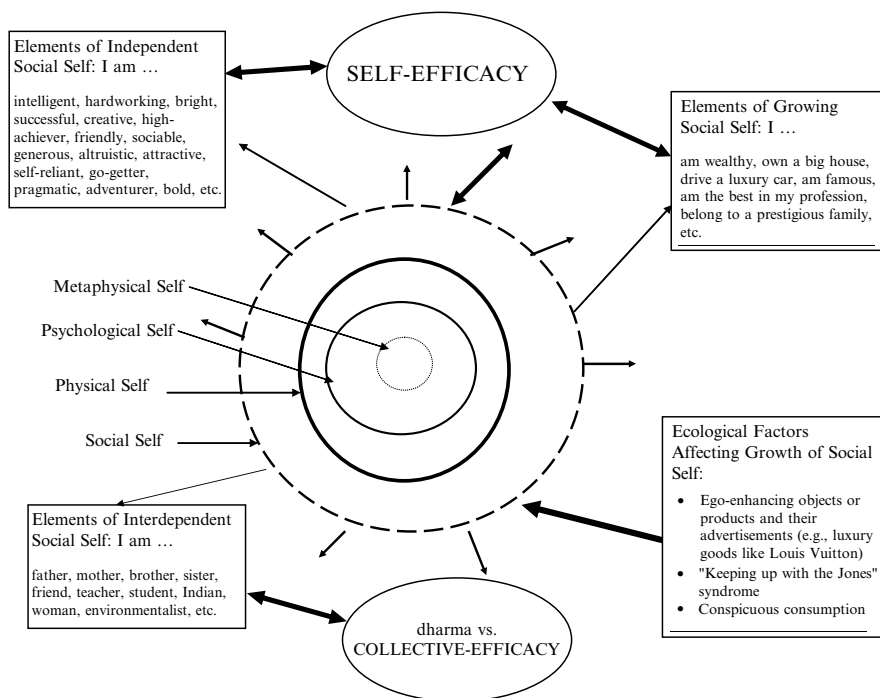 Elements of Independent
Social Self: I am …
intelligent, hardworking, bright,
successful, creative, high-
achiever, friendly, sociable,
generous, altruistic, attractive,
self-reliant, go-getter,
pragmatic, adventurer, bold, etc.
SELF-EFFICACY
Elements of Growing
Social Self: I …
am wealthy, own a big house,
drive a luxury car, am famous,
am the best in my profession,
belong to a prestigious family,
etc.
Metaphysical Self
Psychological Self
Physical Self
Social Self
Ecological Factors
Affecting Growth of Social
Self:
• Ego-enhancing objects or
products and their
advertisements (e.g., luxury
goods like Louis Vuitton)
• "Keeping up with the Jones"
syndrome
• Conspicuous consumption
Elements of Interdependent
Social Self: I am …
father, mother, brother, sister,
friend, teacher, student, Indian,
woman, environmentalist, etc.
dharma vs.
COLLECTIVE-EFFICACY